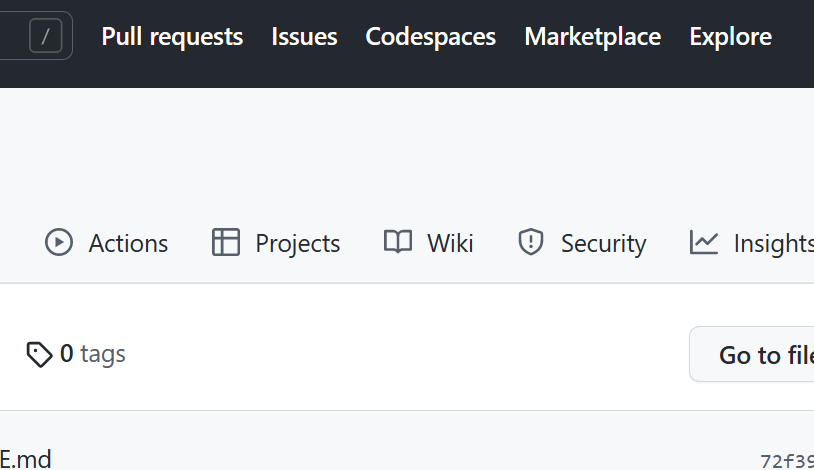 / Pull requests Issues Codespaces Marketplace Explore
Actions Projects Wiki Security Insights
0 tags Go to file
E.md 72f39